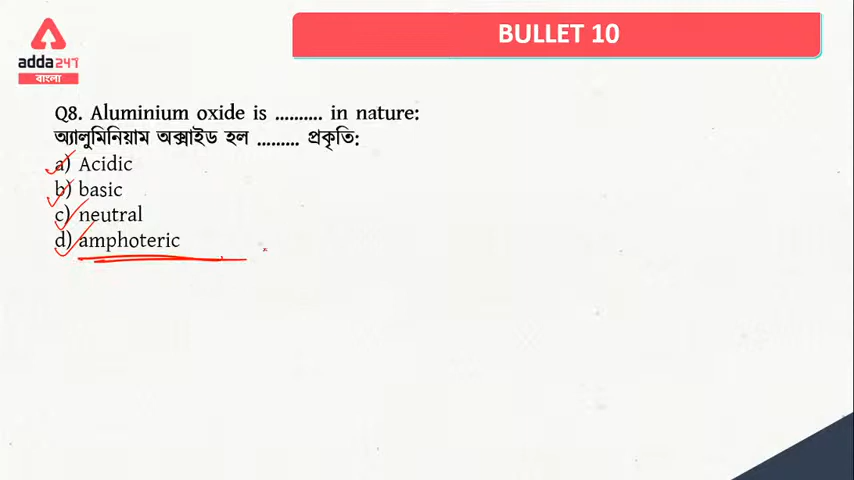 BULLET 10
adda247
বাংলা
Q8. Aluminium oxide is .......... in nature:
অ্যালুমিনিয়াম অক্সাইড হল ......... প্রকৃতি:
a) Acidic
b) basic
c) neutral
d) amphoteric